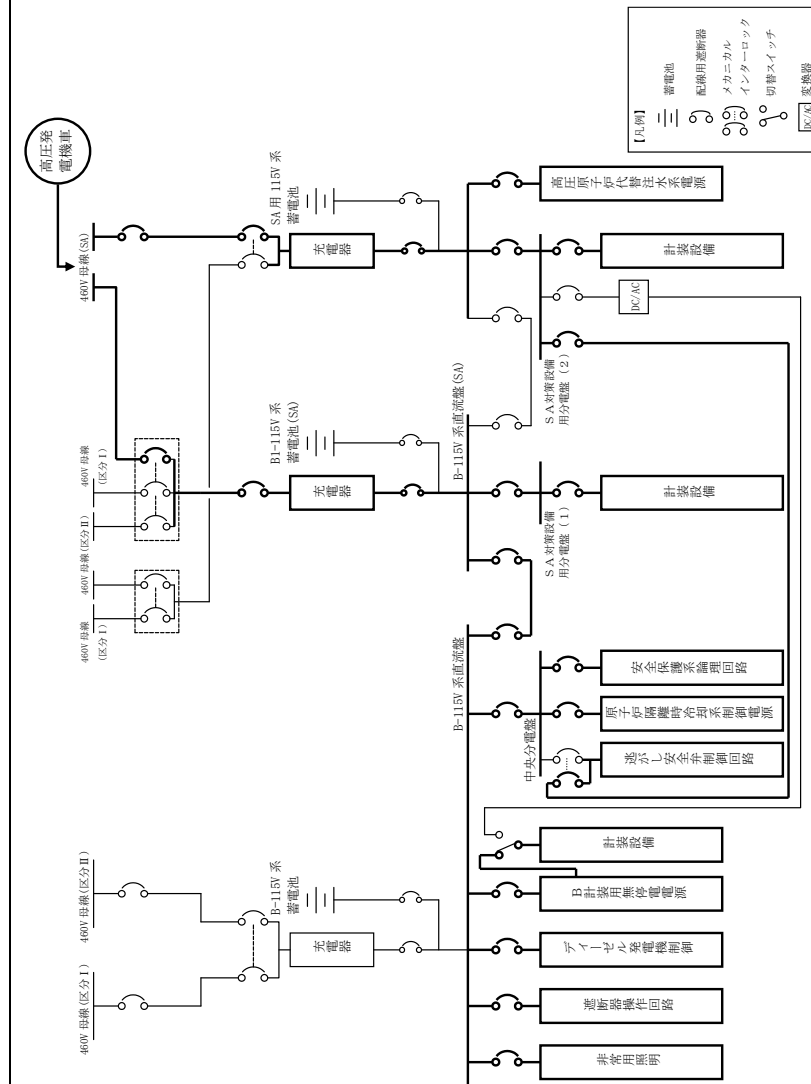 高圧発
電機車
【凡例】
蓄電池
配線用遮断器
メカニカル
インターロック
切替スイッチ
DC/AC
変換器
460V 母線(SA)
SA 用 115V 系
蓄電池
充電器
高圧原子炉代替注水系電源
計装設備
DC/AC
SA対策設備
用分電盤（2）
460V 母線
(区分Ⅰ)
460V 母線(区分Ⅱ)
460V 母線
460V 母線
(区分Ⅰ)
B1-115V 系
蓄電池(SA)
充電器
B-115V 系直流盤(SA)
計装設備
SA対策設備
用分電盤（1）
B-115V 系直流盤
安全保護系論理回路
原子炉隔離時冷却系制御電源
中央分電盤
逃がし安全弁制御回路
計装設備
B計装用無停電電源
460V 母線(区分Ⅱ)
460V 母線(区分Ⅰ)
B-115V 系
蓄電池
充電器
ディーゼル発電機制御
遮断器操作回路
非常用照明